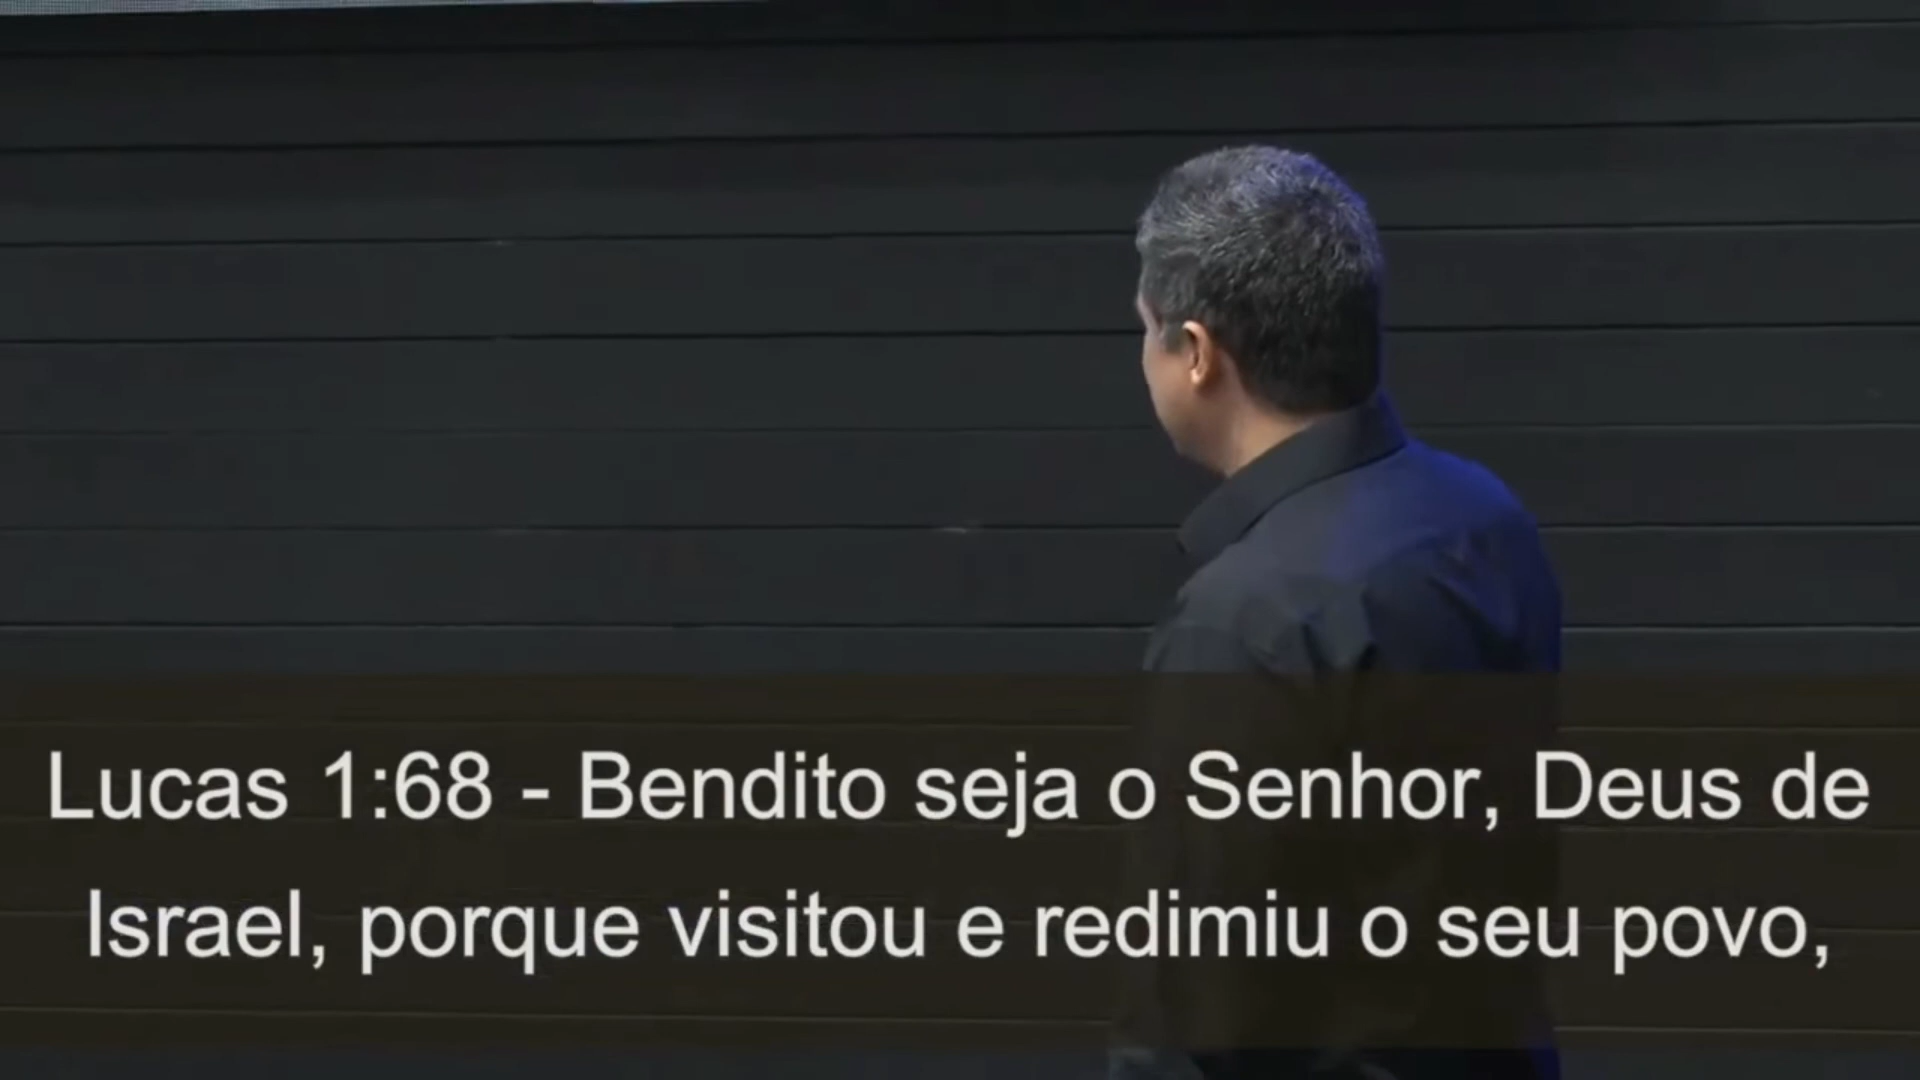 Lucas 1:68 - Bendito seja o Senhor, Deus de
Israel, porque visitou e redimiu o seu povo,